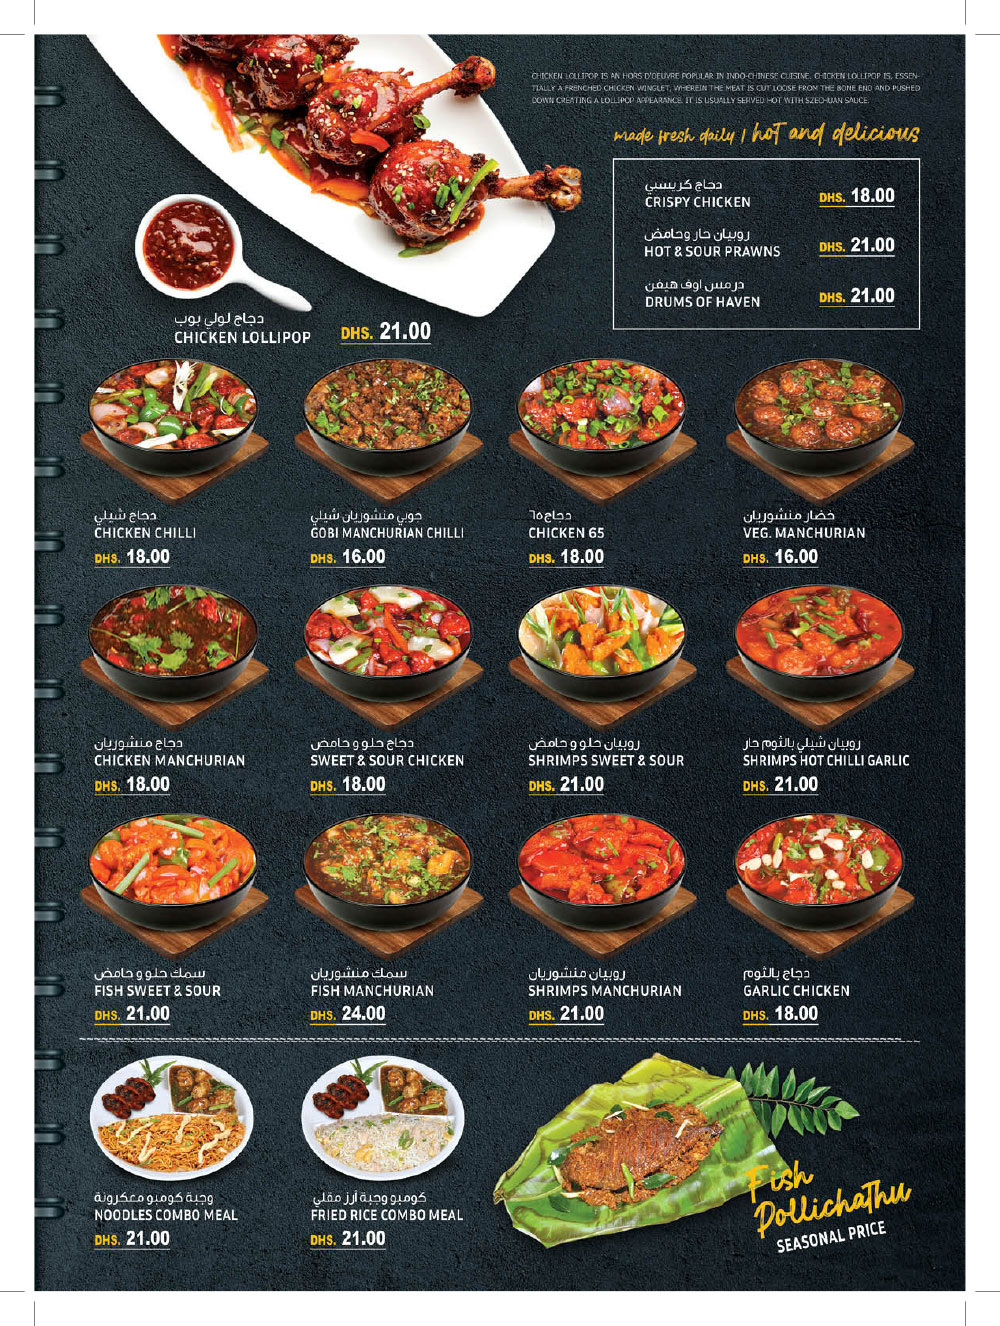 CHICKEN LOLLIPOP IS AN HORS D'OEUVRE POPULAR IN INDO-CHINESE CUISINE. CHICKEN LOLLIPOP IS, ESSEN-
TIALLY A FRENCHED CHICKEN WINGLET, WHEREIN THE MEAT IS CUT LOOSE FROM THE BONE END AND PUSHED
DOWN CREATING A LOLLIPOP APPEARANCE. IT IS USUALLY SERVED HOT WITH SZECHUAN SAUCE.
made fresh daily / hot and delicious
دجاج كريسبي
CRISPY CHICKEN DHS. 18.00
روبيان حار وحامض
HOT & SOUR PRAWNS DHS. 21.00
درمس اوف هيفن
DRUMS OF HAVEN DHS. 21.00
دجاج لولي بوب
CHICKEN LOLLIPOP DHS. 21.00
دجاج شيلي
CHICKEN CHILLI
DHS. 18.00
جوبي منشوريان شيلي
GOBI MANCHURIAN CHILLI
DHS. 16.00
دجاج٦٥
CHICKEN 65
DHS. 18.00
خضار منشوريان
VEG. MANCHURIAN
DHS. 16.00
دجاج منشوريان
CHICKEN MANCHURIAN
DHS. 18.00
دجاج حلو و حامض
SWEET & SOUR CHICKEN
DHS. 18.00
روبيان حلو و حامض
SHRIMPS SWEET & SOUR
DHS. 21.00
روبيان شيلي بالثوم حار
SHRIMPS HOT CHILLI GARLIC
DHS. 21.00
سمك حلو و حامض
FISH SWEET & SOUR
DHS. 21.00
سمك منشوريان
FISH MANCHURIAN
DHS. 24.00
روبيان منشوريان
SHRIMPS MANCHURIAN
DHS. 21.00
دجاج بالثوم
GARLIC CHICKEN
DHS. 18.00
وجبة كومبو معكرونة
NOODLES COMBO MEAL
DHS. 21.00
كومبو وجبة أرز مقلي
FRIED RICE COMBO MEAL
DHS. 21.00
Fish
Pollichathu
SEASONAL PRICE